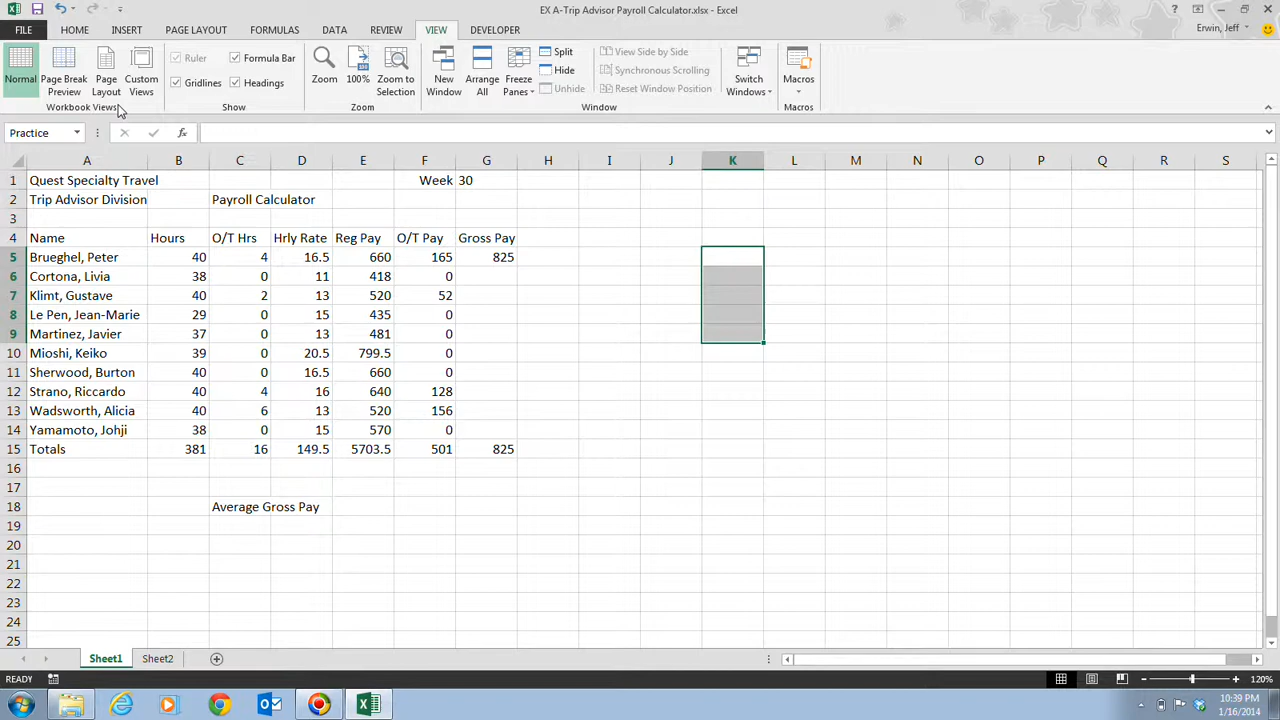 EX A-Trip Advisor Payroll Calculator.xlsx - Excel
FILE HOME INSERT PAGE LAYOUT FORMULAS DATA REVIEW VIEW DEVELOPER Erwin, Jeff
Normal Page Break Preview Page Layout Custom Views
Ruler Formula Bar
Gridlines Headings
Zoom 100% Zoom to Selection
New Window Arrange All Freeze Panes
Split
Hide
Unhide
View Side by Side
Synchronous Scrolling
Reset Window Position
Switch Windows Macros
Workbook Views Show Zoom Window Macros
Practice fx
A B C D E F G H I J K L M N O P Q R S
1 Quest Specialty Travel Week 30
2 Trip Advisor Division Payroll Calculator
3
4 Name Hours O/T Hrs Hrly Rate Reg Pay O/T Pay Gross Pay
5 Brueghel, Peter 40 4 16.5 660 165 825
6 Cortona, Livia 38 0 11 418 0
7 Klimt, Gustave 40 2 13 520 52
8 Le Pen, Jean-Marie 29 0 15 435 0
9 Martinez, Javier 37 0 13 481 0
10 Mioshi, Keiko 39 0 20.5 799.5 0
11 Sherwood, Burton 40 0 16.5 660 0
12 Strano, Riccardo 40 4 16 640 128
13 Wadsworth, Alicia 40 6 13 520 156
14 Yamamoto, Johji 38 0 15 570 0
15 Totals 381 16 149.5 5703.5 501 825
16
17
18 Average Gross Pay
19
20
21
22
23
24
25
Sheet1 Sheet2
READY 120%
10:39 PM
1/16/2014